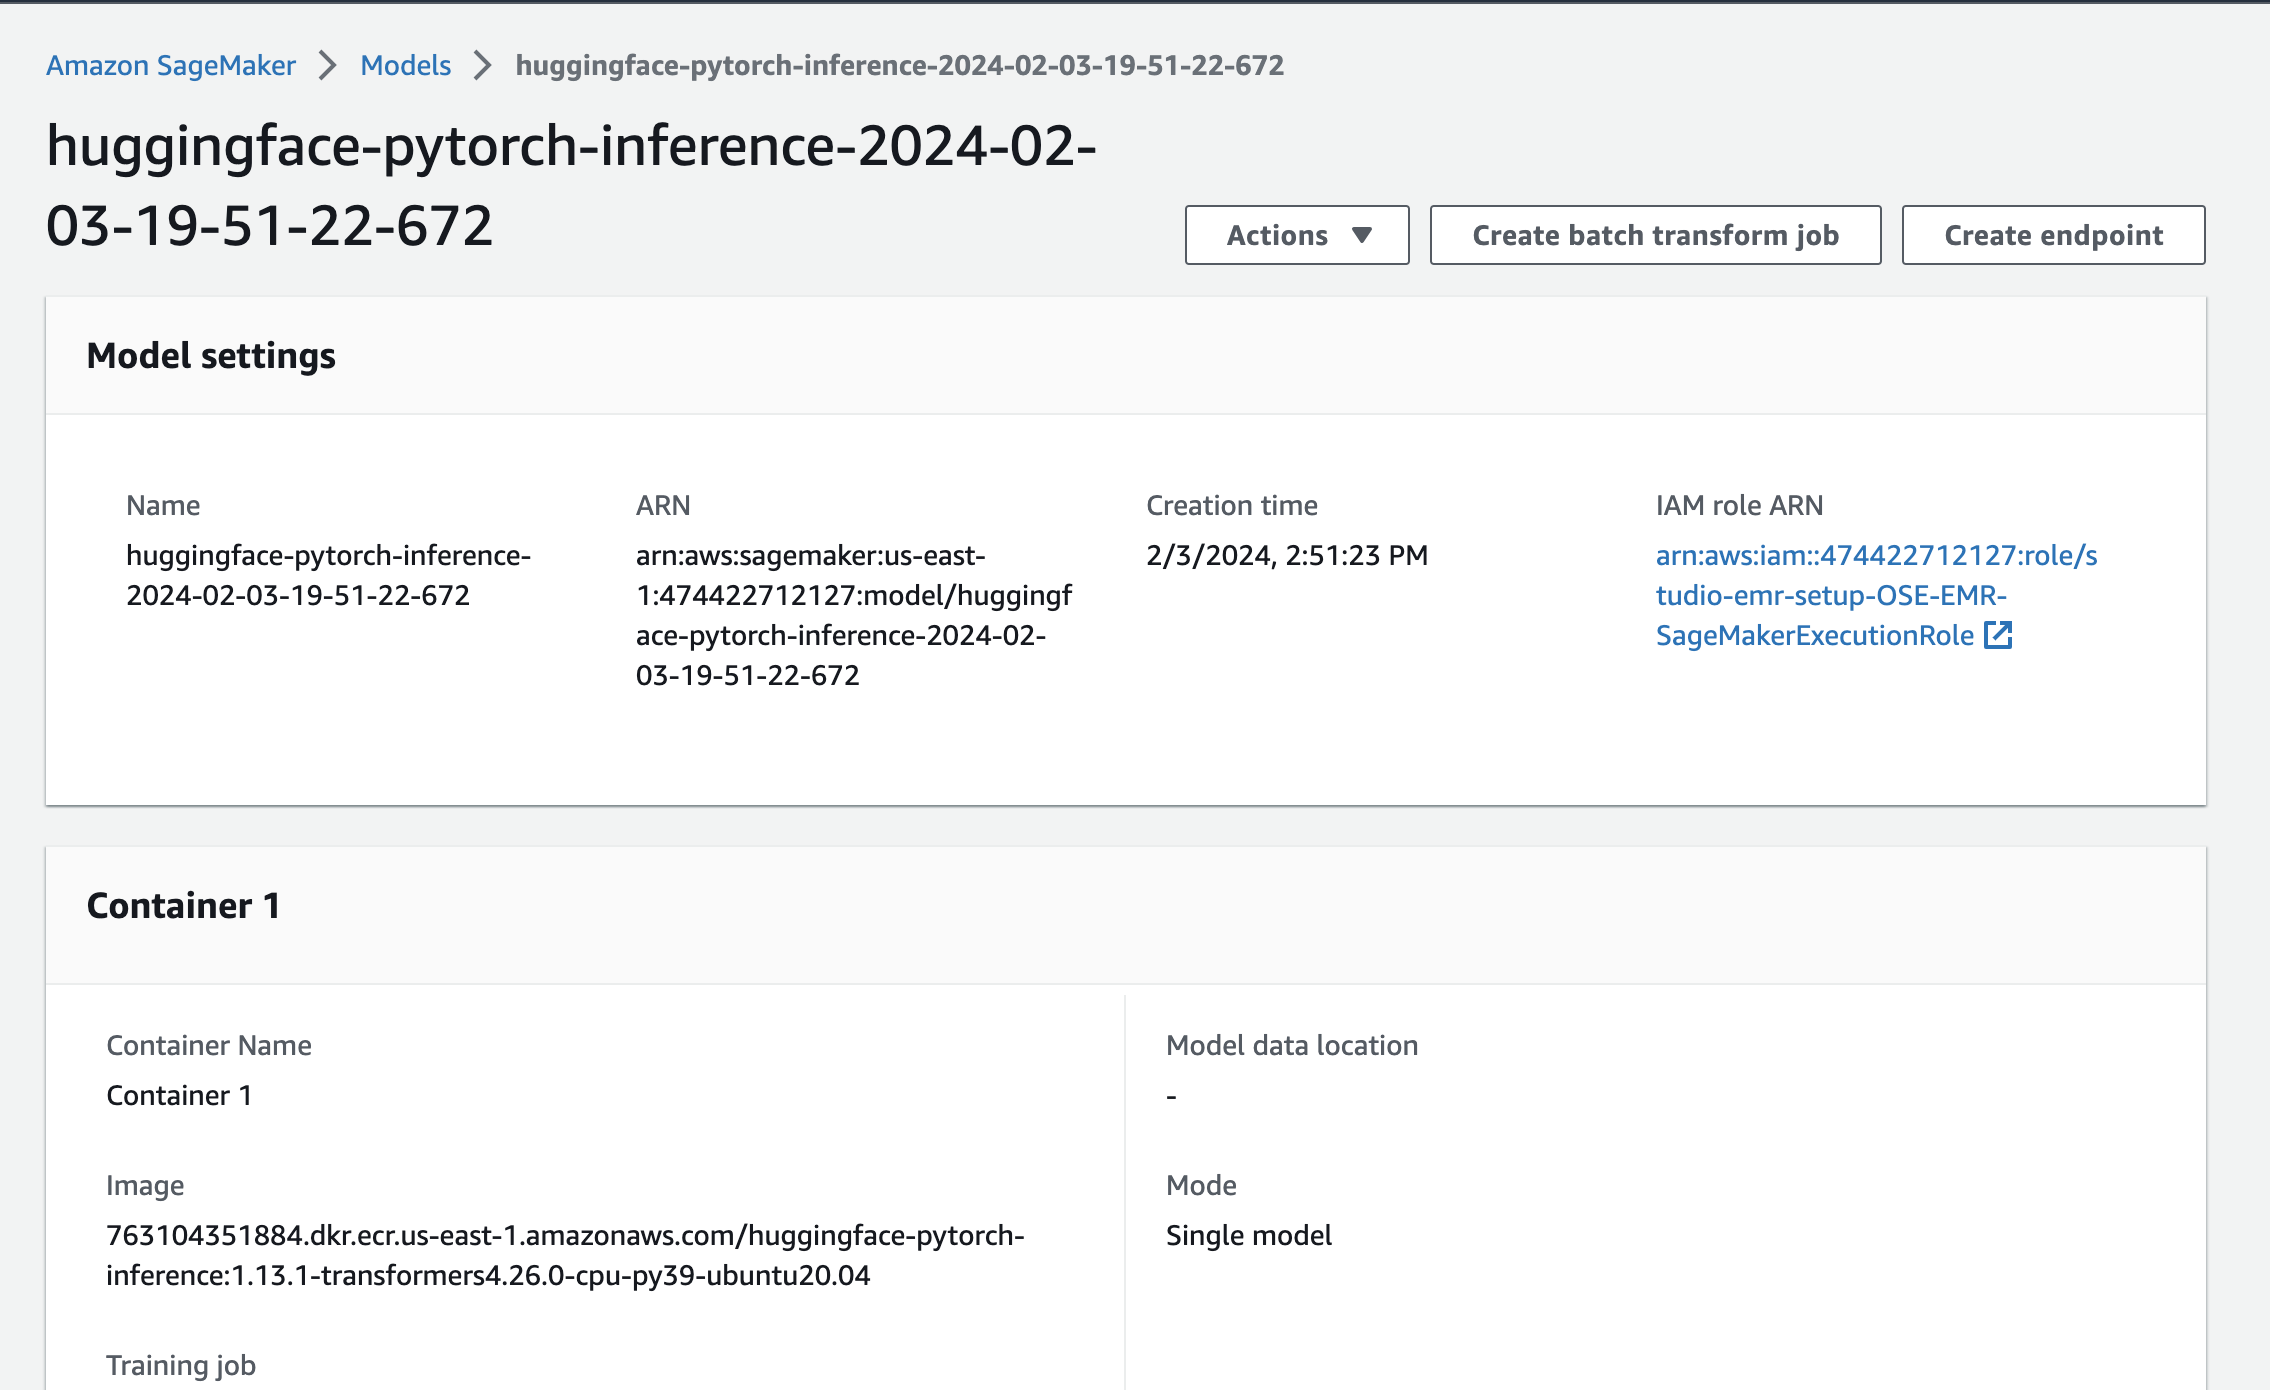 Amazon SageMaker > Models > huggingface-pytorch-inference-2024-02-03-19-51-22-672
huggingface-pytorch-inference-2024-02-
03-19-51-22-672
Actions ▼ Create batch transform job Create endpoint
Model settings
Name
huggingface-pytorch-inference-
2024-02-03-19-51-22-672
ARN
arn:aws:sagemaker:us-east-
1:474422712127:model/huggingf
ace-pytorch-inference-2024-02-
03-19-51-22-672
Creation time
2/3/2024, 2:51:23 PM
IAM role ARN
arn:aws:iam::474422712127:role/s
tudio-emr-setup-OSE-EMR-
SageMakerExecutionRole
Container 1
Container Name
Container 1
Image
763104351884.dkr.ecr.us-east-1.amazonaws.com/huggingface-pytorch-
inference:1.13.1-transformers4.26.0-cpu-py39-ubuntu20.04
Training job
Model data location
-
Mode
Single model